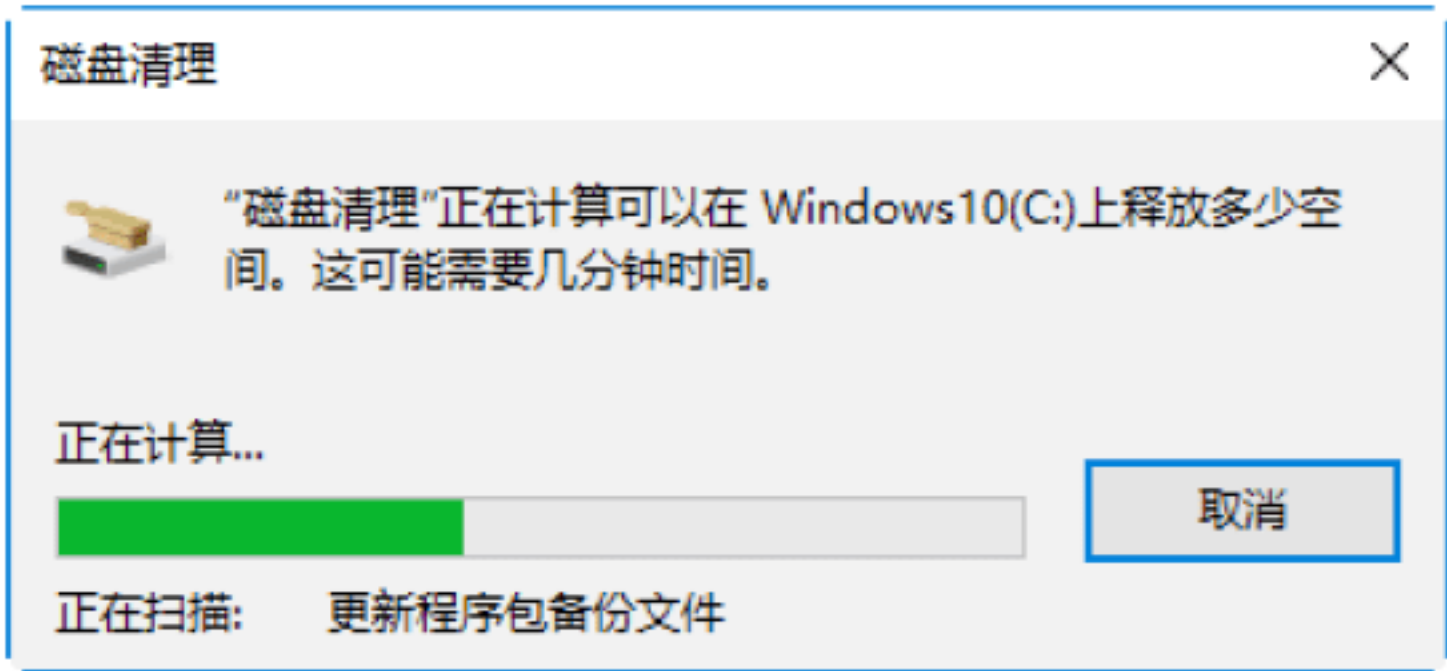 磁盘清理
“磁盘清理”正在计算可以在 Windows10(C:)上释放多少空
间。这可能需要几分钟时间。
正在计算...
取消
正在扫描: 更新程序包备份文件